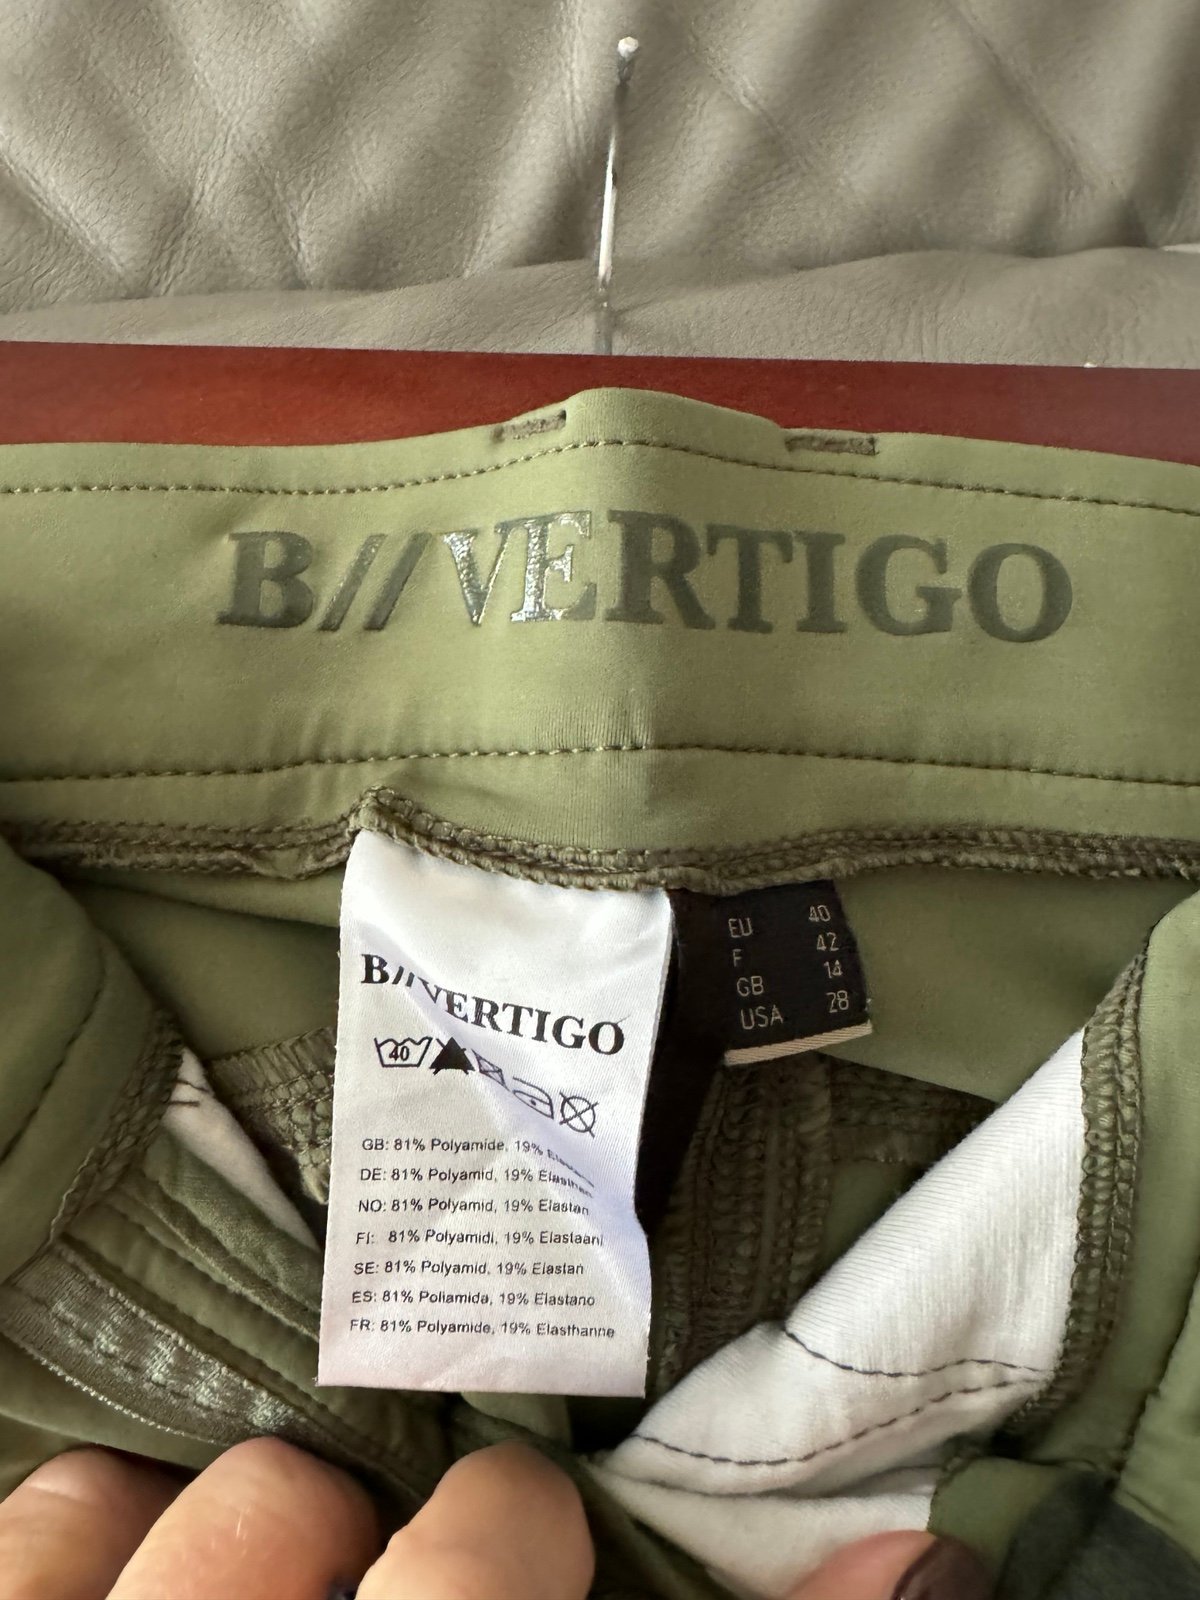 B//VERTIGO
EU 40
F 42
GB 14
USA 28
B//VERTIGO
40
GB: 81% Polyamide, 19%
DE: 81% Polyamid, 19% Elasthan
NO: 81% Polyamid, 19% Elastan
FI: 81% Polyamidi, 19% Elastaani
SE: 81% Polyamid, 19% Elastan
ES: 81% Poliamida, 19% Elastano
FR: 81% Polyamide, 19% Elasthanne